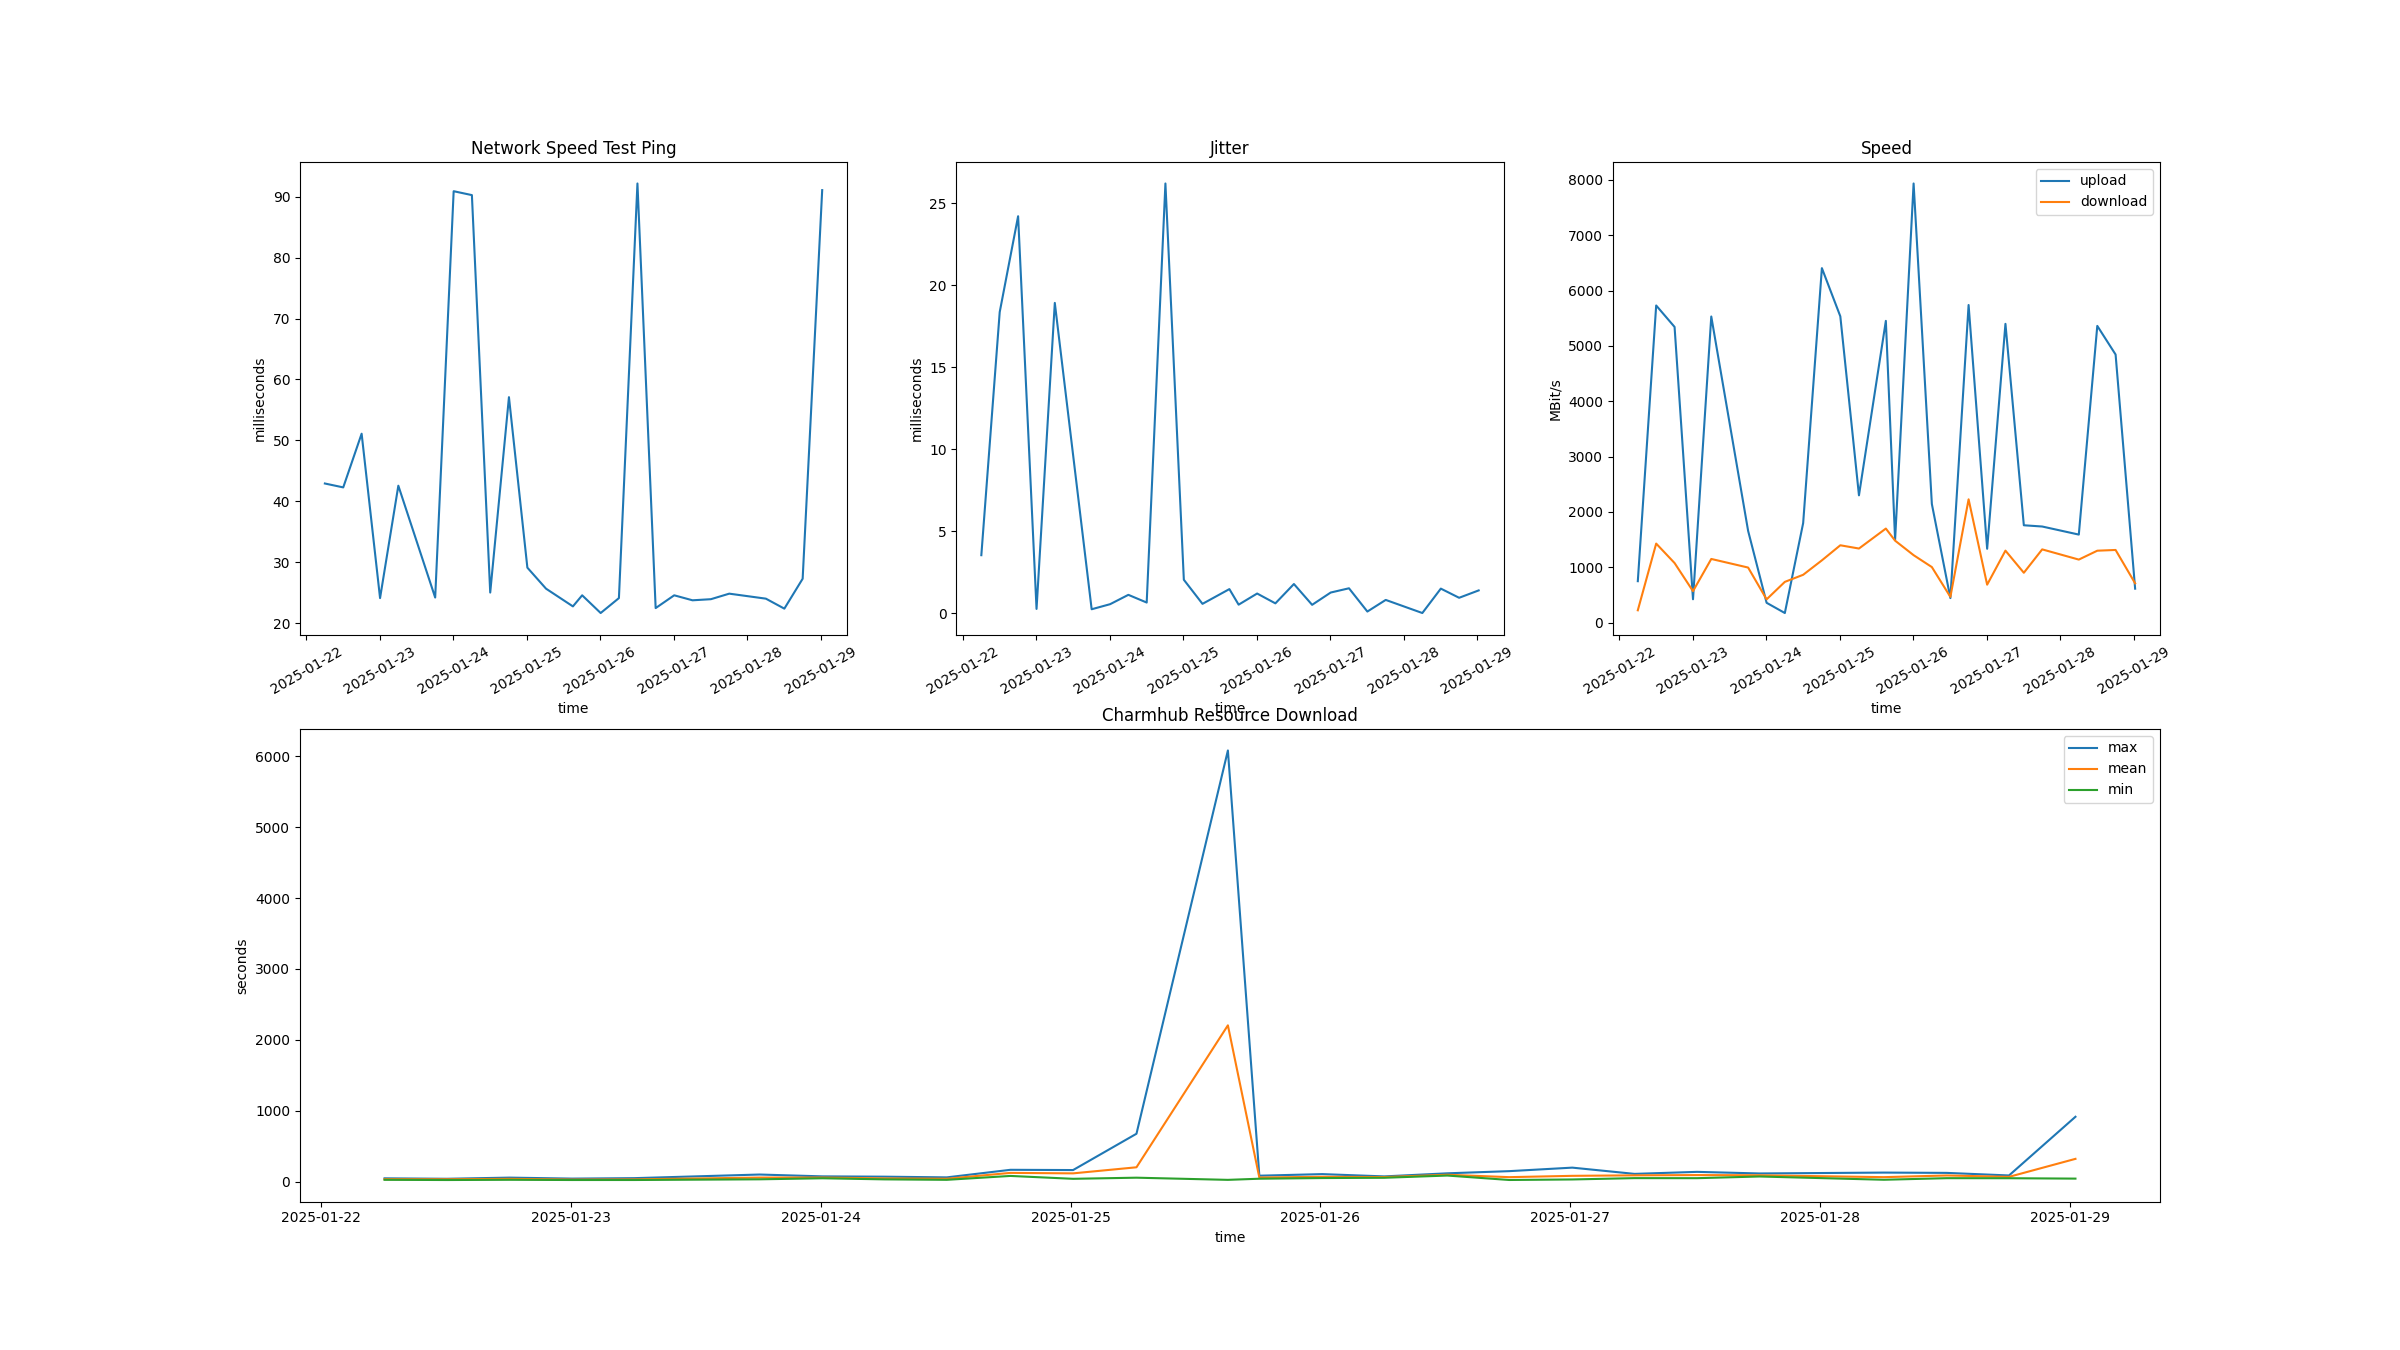 Network Speed Test Ping
milliseconds
90
80
70
60
50
40
30
20
2025-01-22 2025-01-23 2025-01-24 2025-01-25 2025-01-26 2025-01-27 2025-01-28 2025-01-29
time
Jitter
milliseconds
25
20
15
10
5
0
2025-01-22 2025-01-23 2025-01-24 2025-01-25 2025-01-26 2025-01-27 2025-01-28 2025-01-29
time
Speed
MBit/s
8000
7000
6000
5000
4000
3000
2000
1000
0
upload
download
2025-01-22 2025-01-23 2025-01-24 2025-01-25 2025-01-26 2025-01-27 2025-01-28 2025-01-29
time
Charmhub Resource Download
seconds
6000
5000
4000
3000
2000
1000
0
max
mean
min
2025-01-22 2025-01-23 2025-01-24 2025-01-25 2025-01-26 2025-01-27 2025-01-28 2025-01-29
time